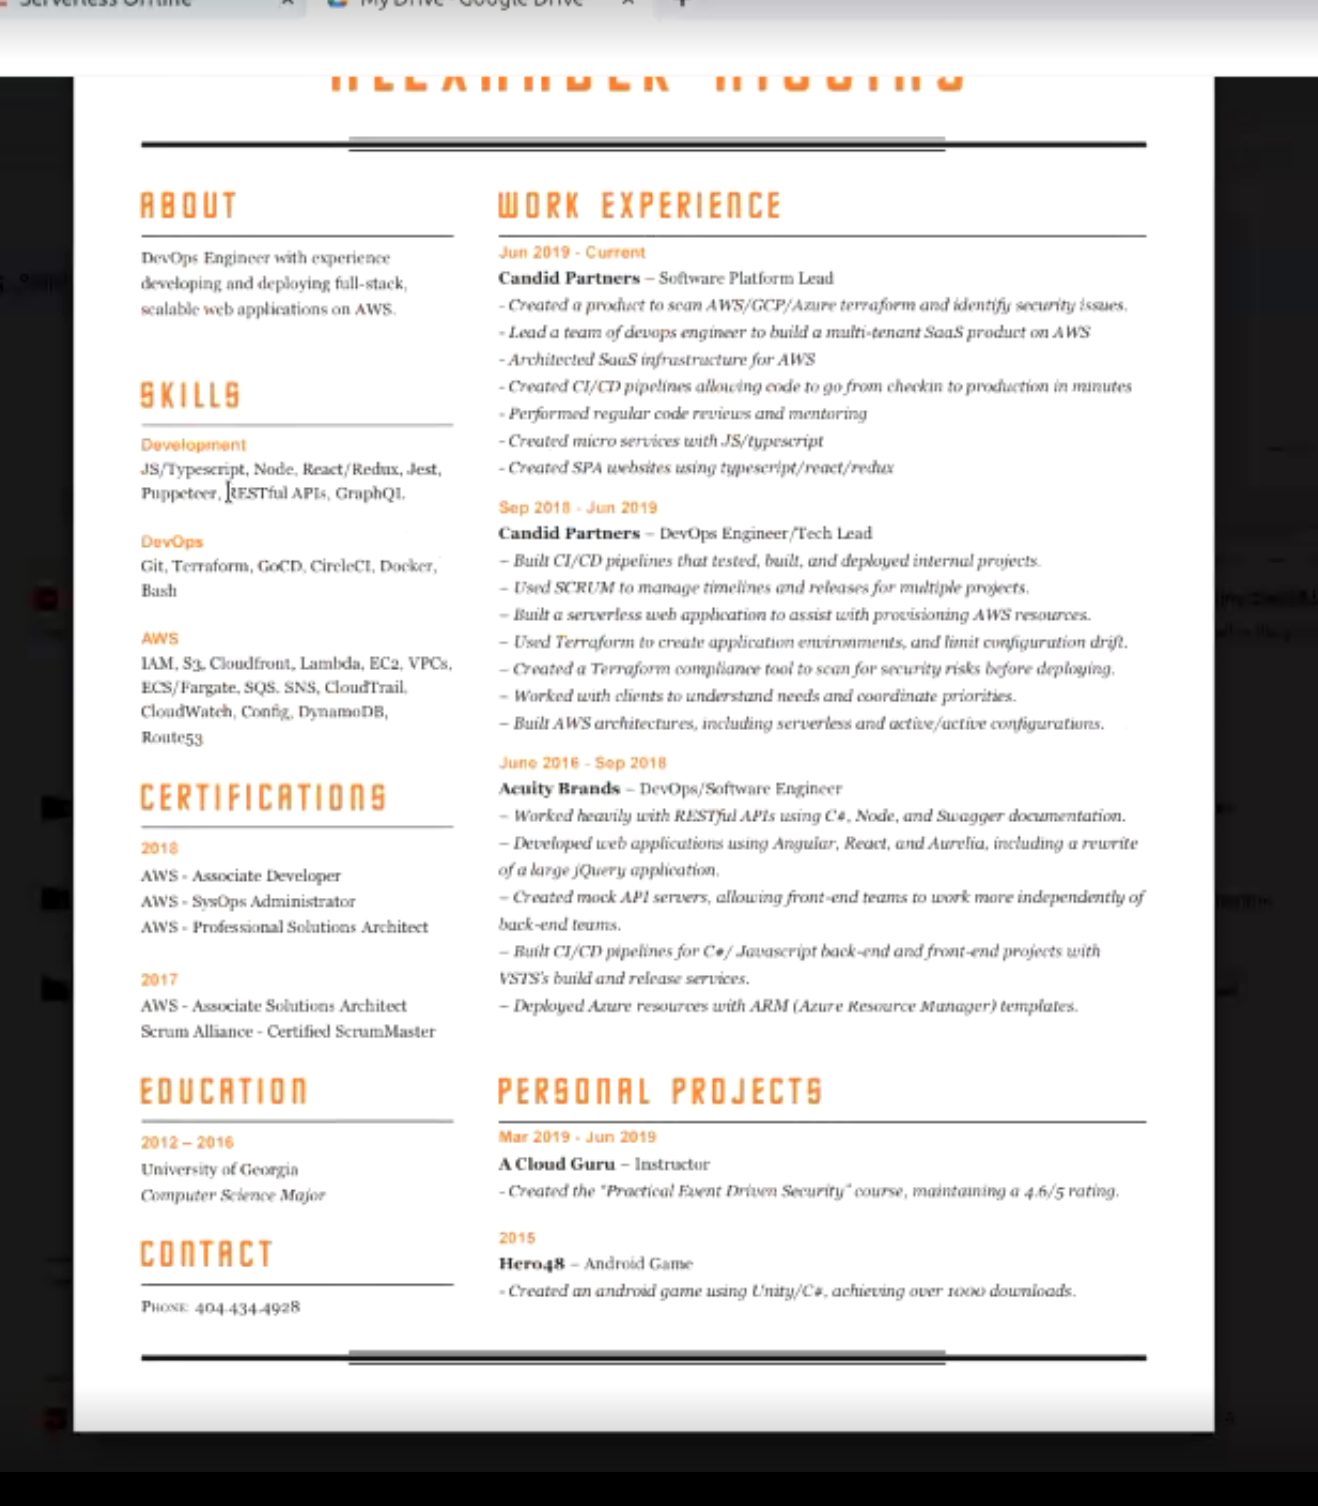 Serverless Offline
My Drive - Google Drive
ALEXANDER HIGGINS
ABOUT
DevOps Engineer with experience
developing and deploying full-stack,
scalable web applications on AWS.
SKILLS
Development
JS/Typescript, Node, React/Redux, Jest,
Puppeteer, RESTful APIs, GraphQL
DevOps
Git, Terraform, GoCD, CircleCI, Docker,
Bash
AWS
IAM, S3, Cloudfront, Lambda, EC2, VPCs,
ECS/Fargate, SQS. SNS, CloudTrail,
CloudWatch, Config, DynamoDB,
Route53
CERTIFICATIONS
2018
AWS - Associate Developer
AWS - SysOps Administrator
AWS - Professional Solutions Architect
2017
AWS - Associate Solutions Architect
Scrum Alliance - Certified ScrumMaster
EDUCATION
2012 – 2016
University of Georgia
Computer Science Major
CONTACT
PHONE: 404.434.4928
WORK EXPERIENCE
Jun 2019 - Current
Candid Partners – Software Platform Lead
- Created a product to scan AWS/GCP/Azure terraform and identify security issues.
- Lead a team of devops engineer to build a multi-tenant SaaS product on AWS
- Architected SaaS infrastructure for AWS
- Created CI/CD pipelines allowing code to go from checkin to production in minutes
- Performed regular code reviews and mentoring
- Created micro services with JS/typescript
- Created SPA websites using typescript/react/redux
Sep 2018 - Jun 2019
Candid Partners – DevOps Engineer/Tech Lead
– Built CI/CD pipelines that tested, built, and deployed internal projects.
– Used SCRUM to manage timelines and releases for multiple projects.
– Built a serverless web application to assist with provisioning AWS resources.
– Used Terraform to create application environments, and limit configuration drift.
– Created a Terraform compliance tool to scan for security risks before deploying.
– Worked with clients to understand needs and coordinate priorities.
– Built AWS architectures, including serverless and active/active configurations.
June 2016 - Sep 2018
Acuity Brands – DevOps/Software Engineer
– Worked heavily with RESTful APIs using C#, Node, and Swagger documentation.
– Developed web applications using Angular, React, and Aurelia, including a rewrite
of a large jQuery application.
– Created mock API servers, allowing front-end teams to work more independently of
back-end teams.
– Built CI/CD pipelines for C#/ Javascript back-end and front-end projects with
VSTS's build and release services.
– Deployed Azure resources with ARM (Azure Resource Manager) templates.
PERSONAL PROJECTS
Mar 2019 - Jun 2019
A Cloud Guru – Instructor
- Created the "Practical Event Driven Security" course, maintaining a 4.6/5 rating.
2015
Hero48 – Android Game
- Created an android game using Unity/C#, achieving over 1000 downloads.